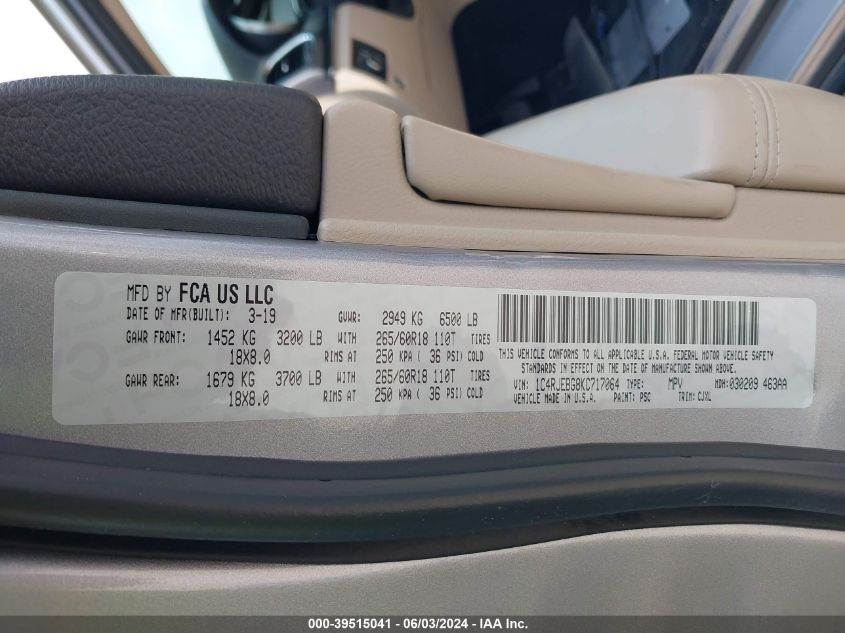 MFD BY FCA US LLC
DATE OF MFR(BUILT): 3-19 GVWR: 2949 KG 6500 LB
GAWR FRONT: 1452 KG 3200 LB WITH 265/60R18 110T TIRES
18X8.0 RIMS AT 250 KPA ( 36 PSI) COLD
GAWR REAR: 1679 KG 3700 LB WITH 265/60R18 110T TIRES
18X8.0 RIMS AT 250 KPA ( 36 PSI) COLD
THIS VEHICLE CONFORMS TO ALL APPLICABLE U.S.A. FEDERAL MOTOR VEHICLE SAFETY
STANDARDS IN EFFECT ON THE DATE OF MANUFACTURE SHOWN ABOVE.
VIN: 1C4RJEBG8KC717064 TYPE: MPV MDH: 030209 463AA
VEHICLE MADE IN U.S.A. PAINT: PSC TRIM: CJXL
000-39515041 - 06/03/2024 - IAA Inc.